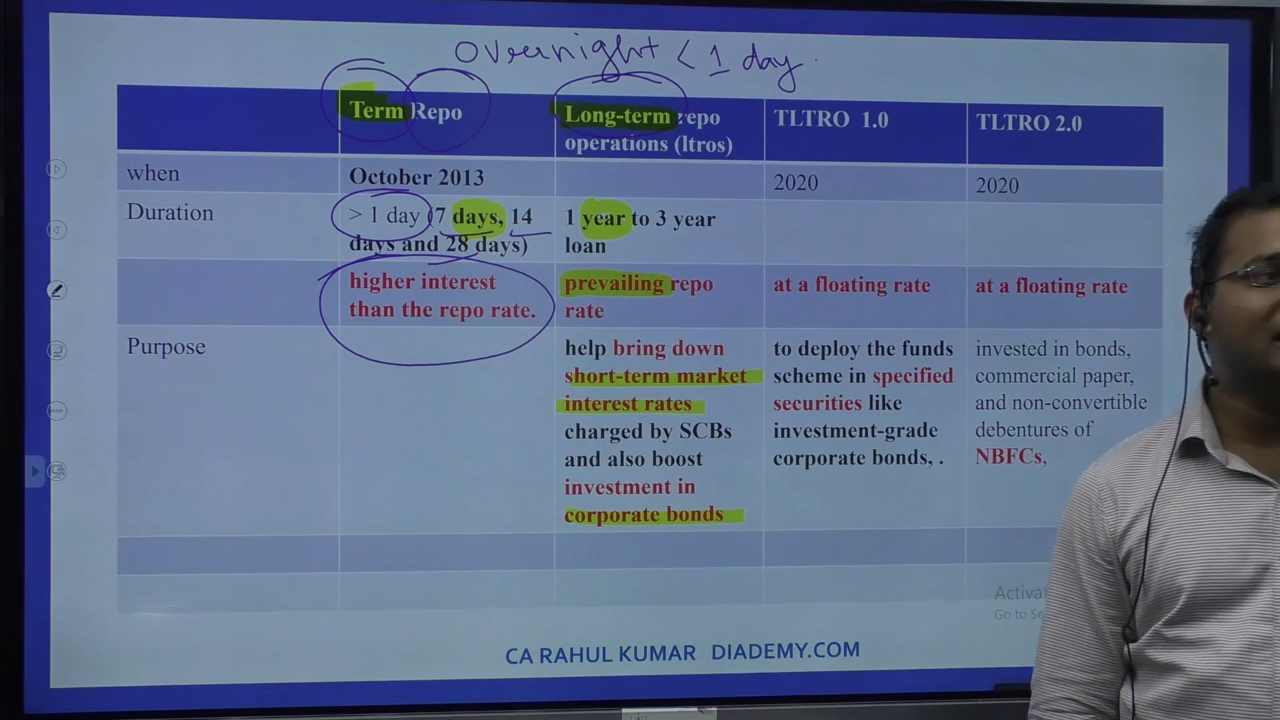 Overnight < 1 day.
Term Repo
Long-term repo
operations (ltros)
TLTRO 1.0
TLTRO 2.0
when
October 2013
2020
2020
Duration
> 1 day (7 days, 14
days and 28 days)
1 year to 3 year
loan
higher interest
than the repo rate.
prevailing repo
rate
at a floating rate
at a floating rate
Purpose
help bring down
short-term market
interest rates
charged by SCBs
and also boost
investment in
corporate bonds
to deploy the funds
scheme in specified
securities like
investment-grade
corporate bonds, .
invested in bonds,
commercial paper,
and non-convertible
debentures of
NBFCs,
Activa
Go to Se
CA RAHUL KUMAR DIADEMY.COM